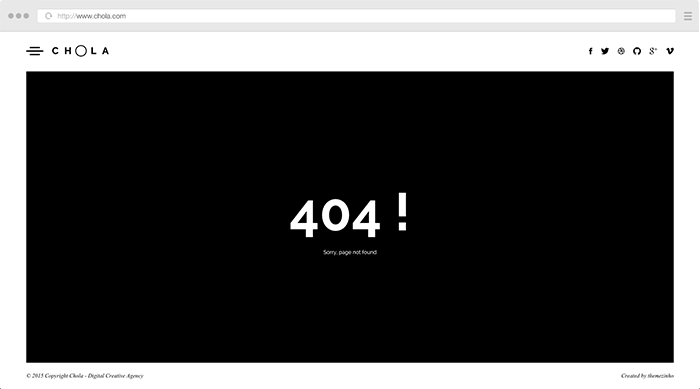 http://www.chola.com
CHOLA
404 !
Sorry, page not found
© 2015 Copyright Chola - Digital Creative Agency
Created by themezinho